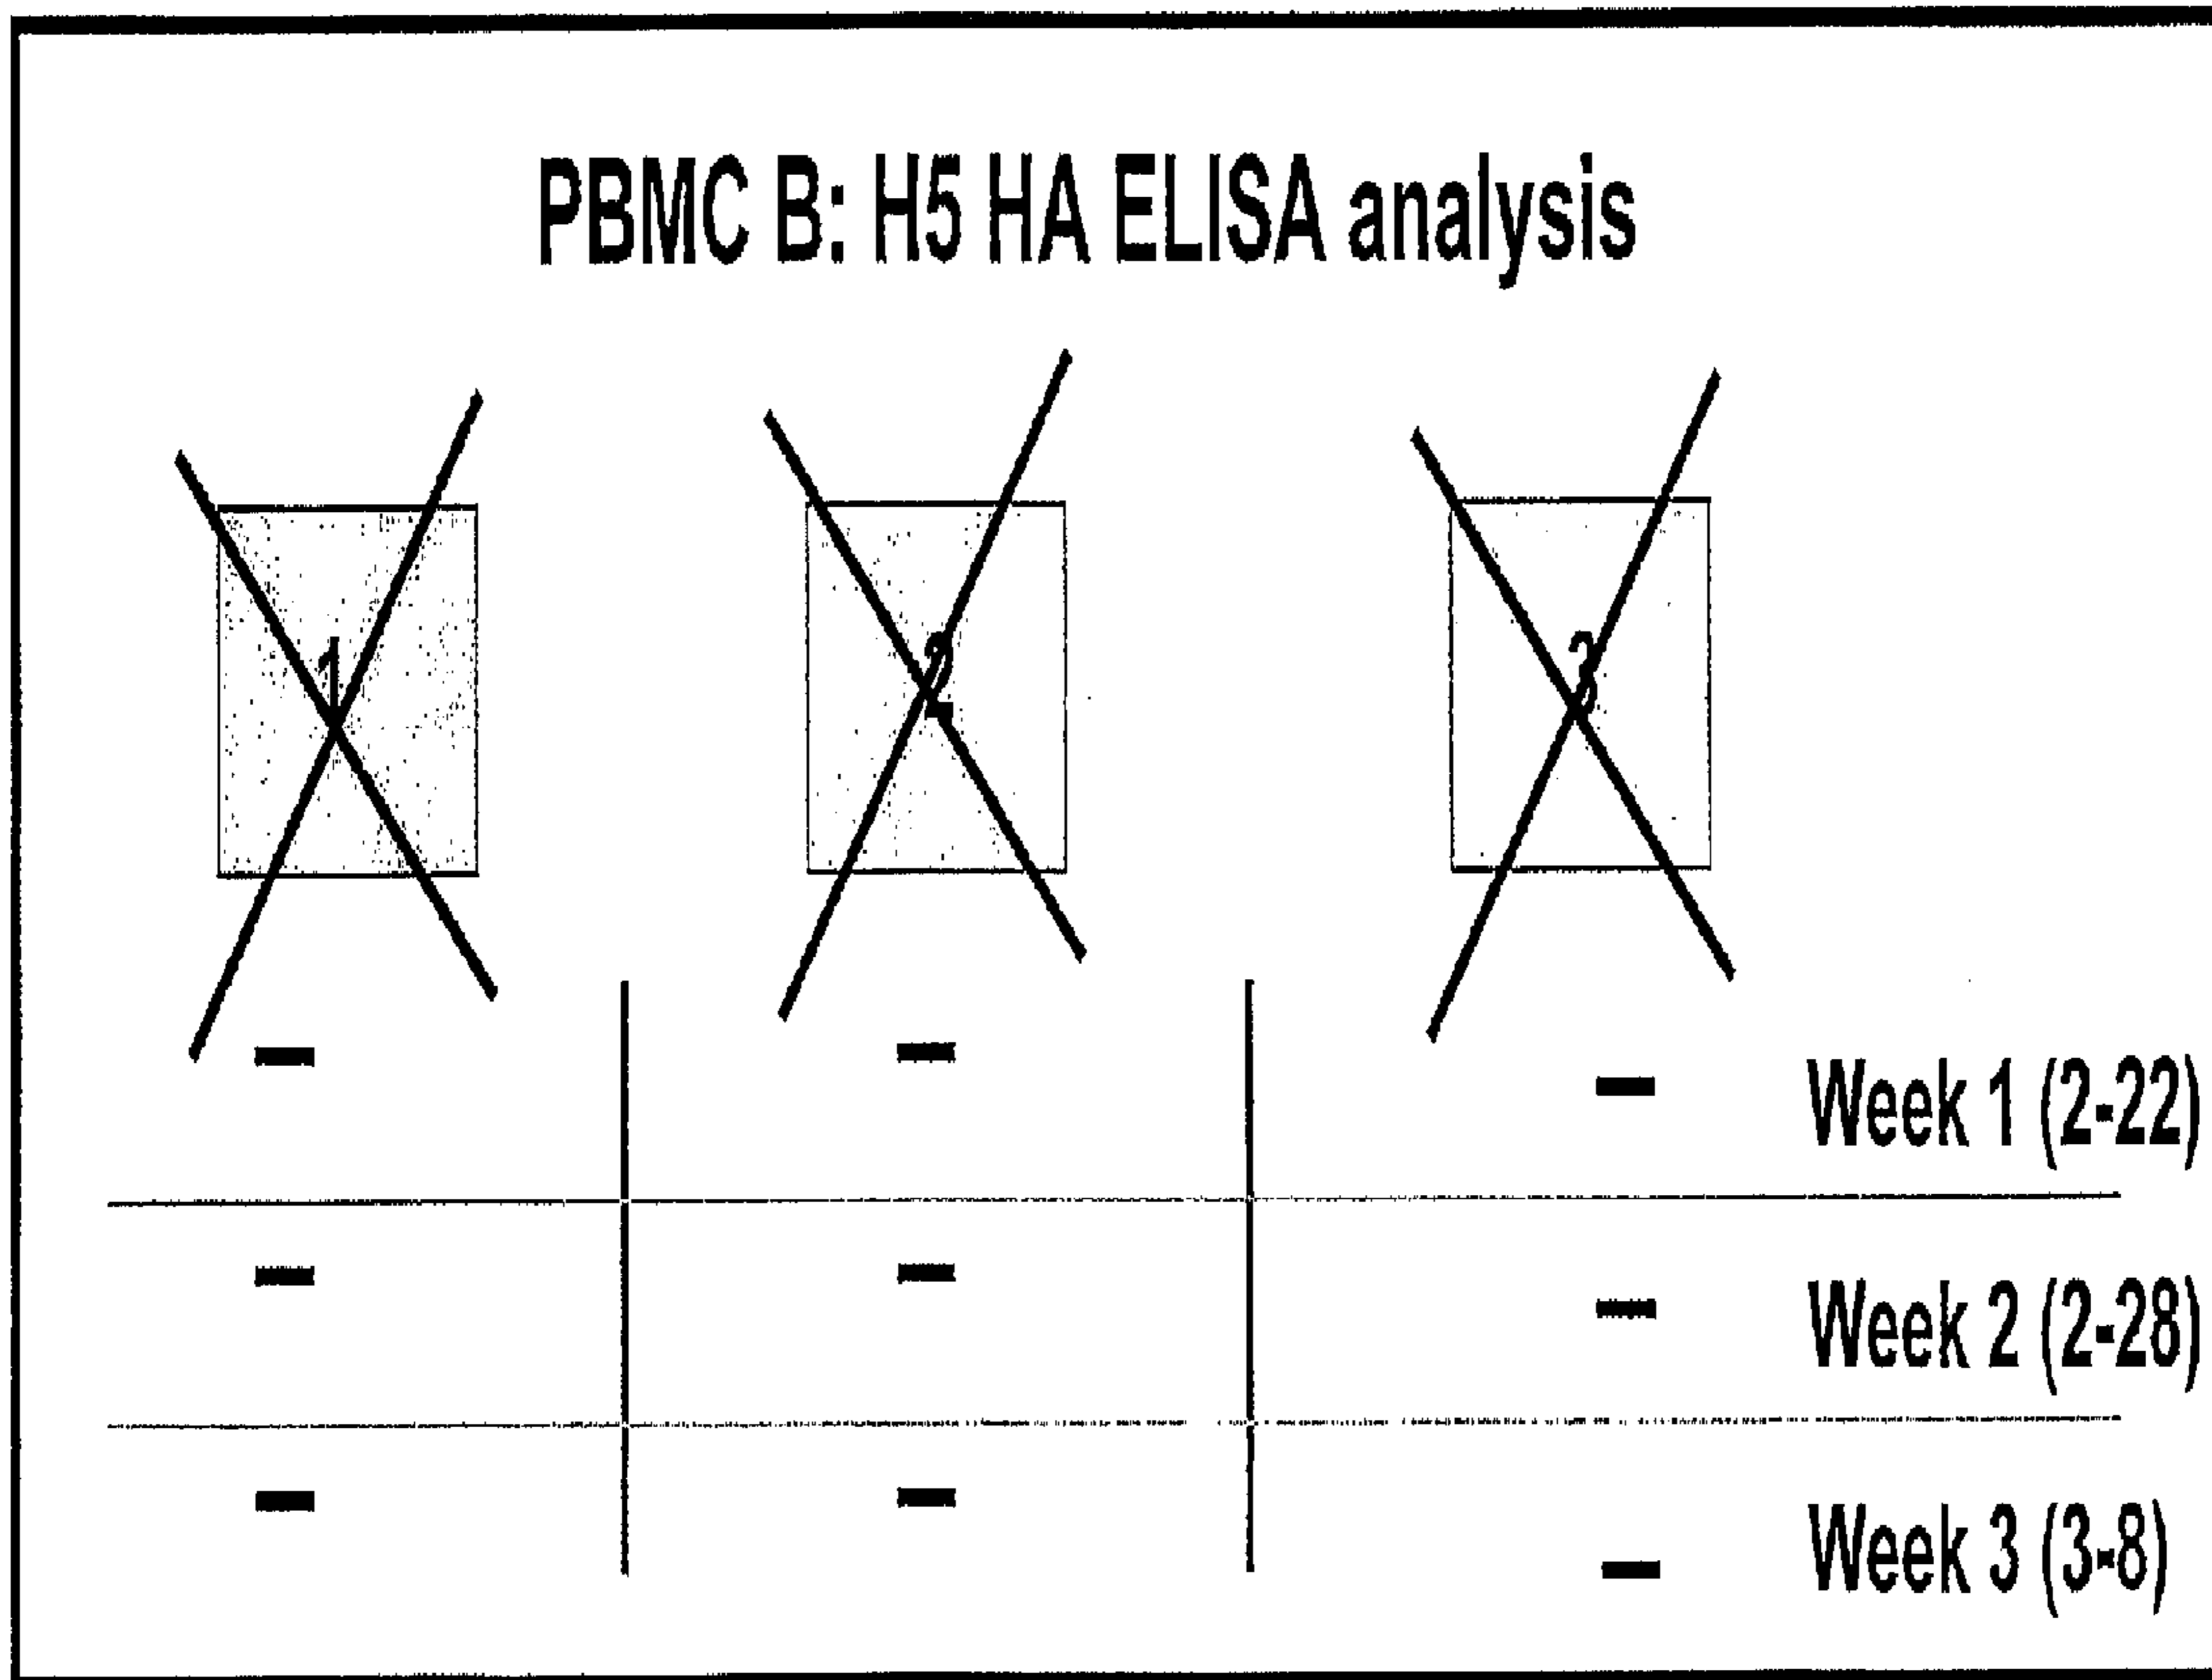 PBMC B: H5 HA ELISA analysis
1 2 3
- - - Week 1 (2-22)
- - - Week 2 (2-28)
- - - Week 3 (3-8)